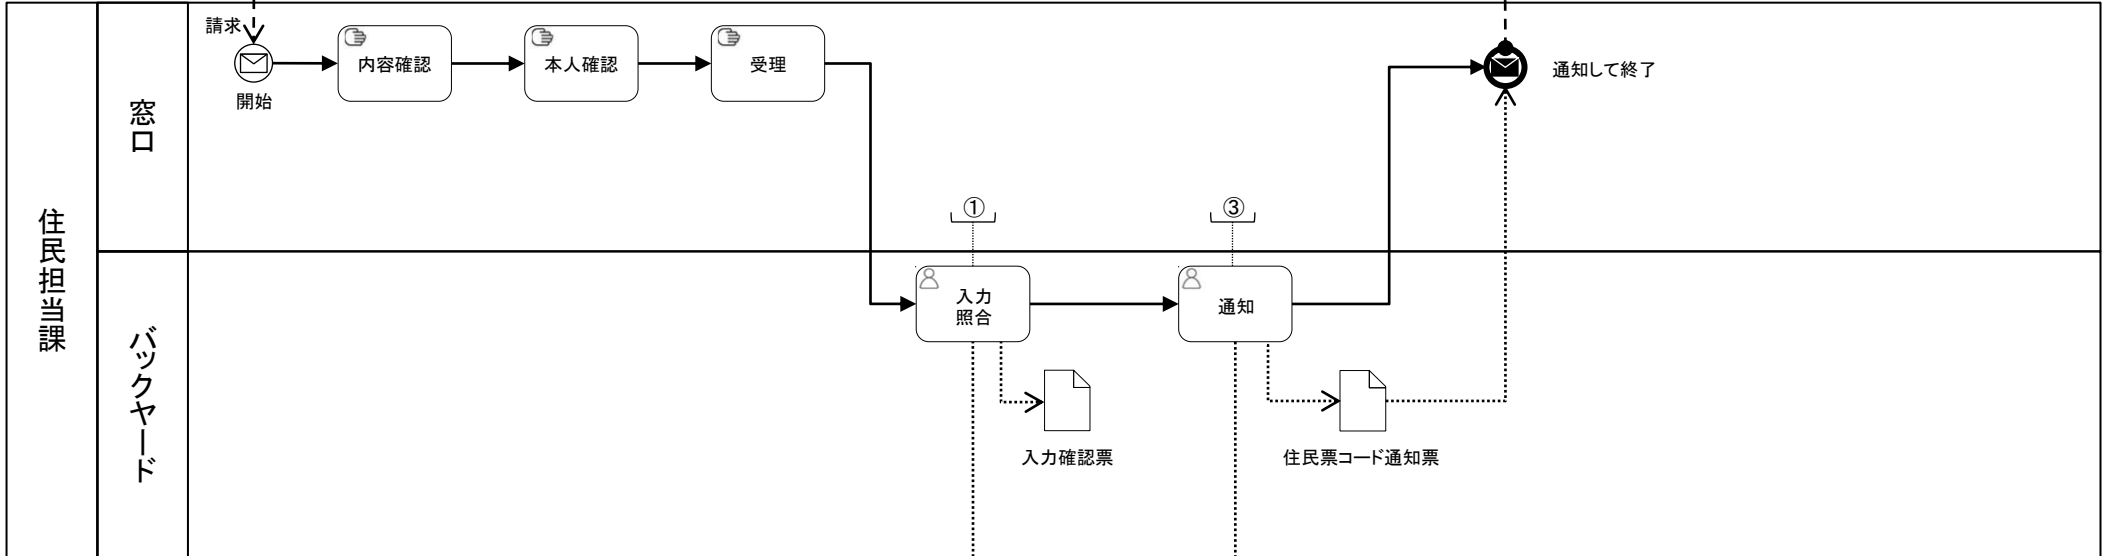 住民担当課
窓口
請求
開始
内容確認
本人確認
受理
通知して終了
①
③
バックヤード
入力
照合
通知
入力確認票
住民票コード通知票